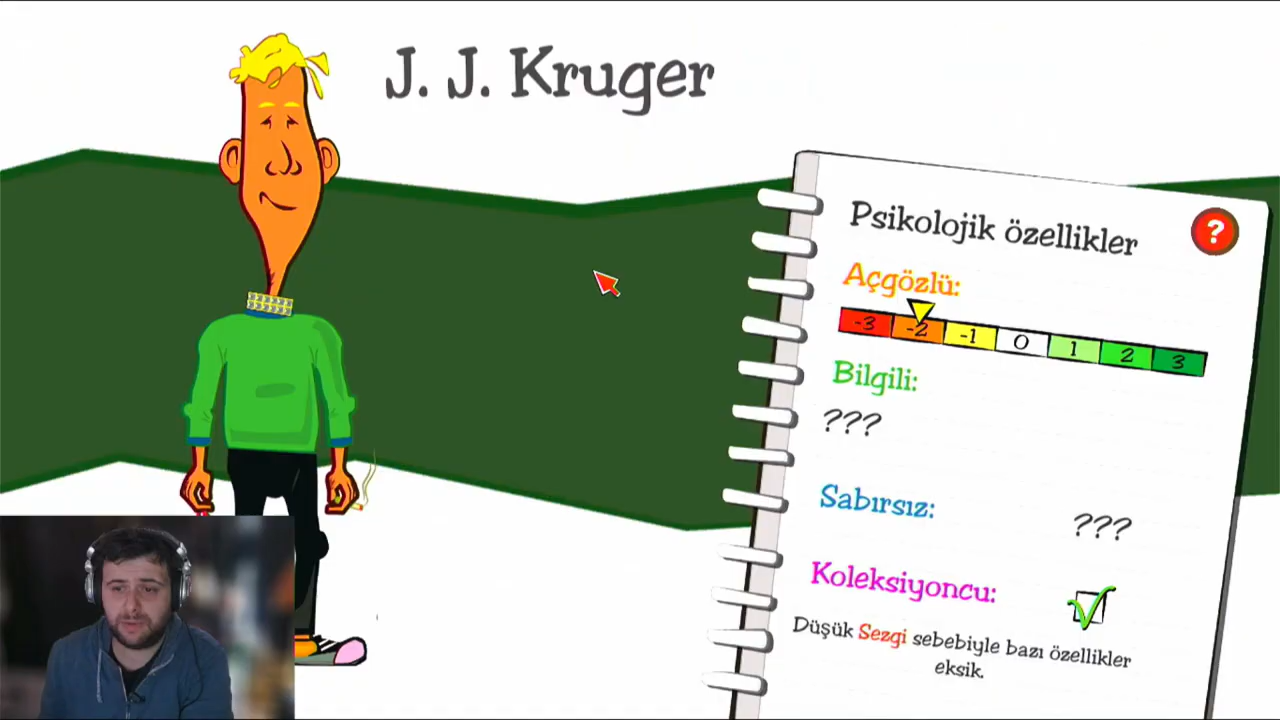 J. J. Kruger
Psikolojik özellikler
?
Açgözlü:
-3 -2 -1 0 1 2 3
Bilgili:
???
Sabırsız:
???
Koleksiyoncu:
Düşük Sezgi sebebiyle bazı özellikler
eksik.